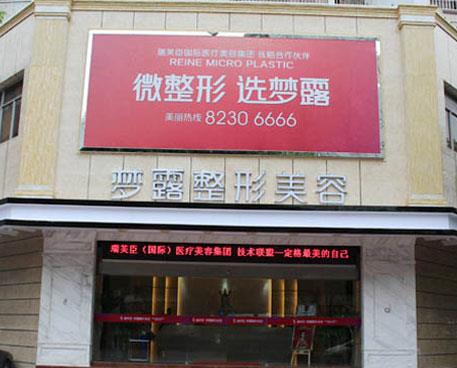 瑞芙臣国际医疗美容集团 战略合作伙伴
REINE MICRO PLASTIC
微整形 选梦露
美丽热线 8230 6666
梦露整形美容
瑞芙臣（国际）医疗美容集团 技术联盟—定格最美的自己